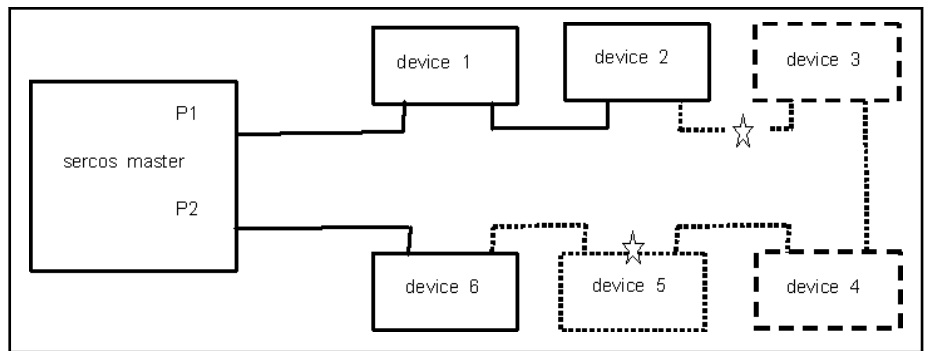 device 1
device 2
device 3
P1
sercos master
P2
device 6
device 5
device 4